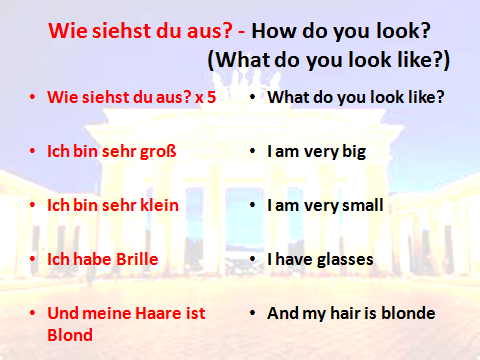 Wie siehst du aus? - How do you look?
(What do you look like?)
• Wie siehst du aus? x 5
• What do you look like?
• Ich bin sehr groß
• I am very big
• Ich bin sehr klein
• I am very small
• Ich habe Brille
• I have glasses
• Und meine Haare ist
Blond
• And my hair is blonde